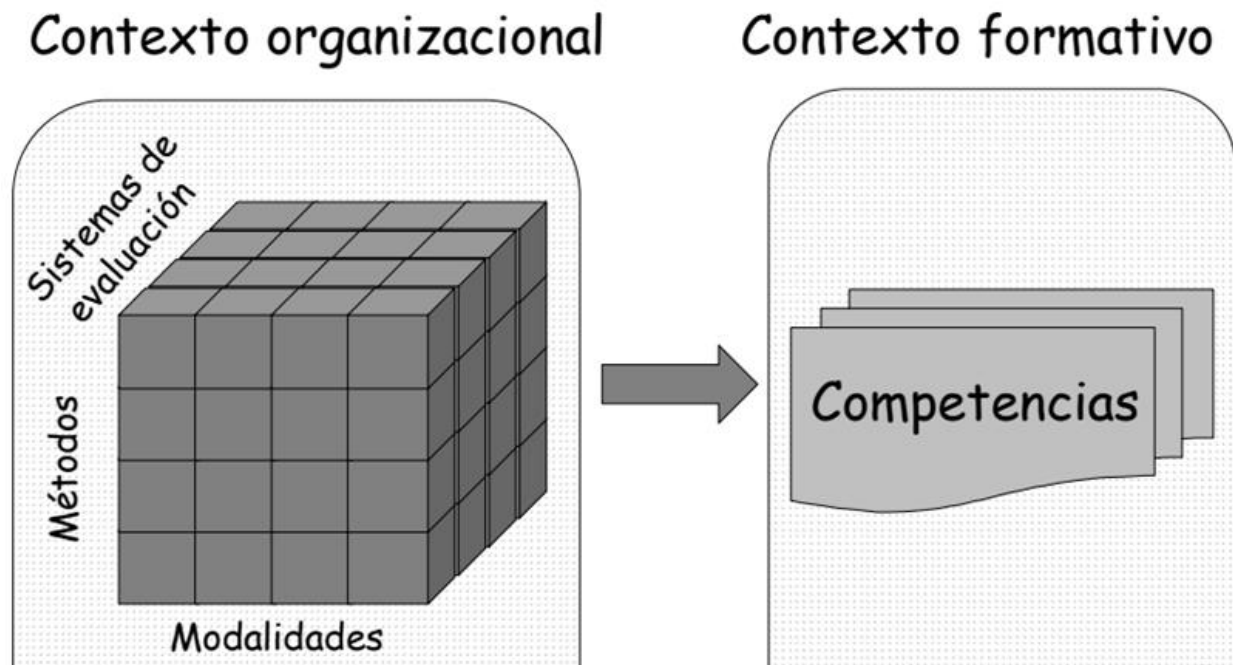 Contexto organizacional
Contexto formativo
Sistemas de
evaluación
Métodos
Modalidades
Competencias